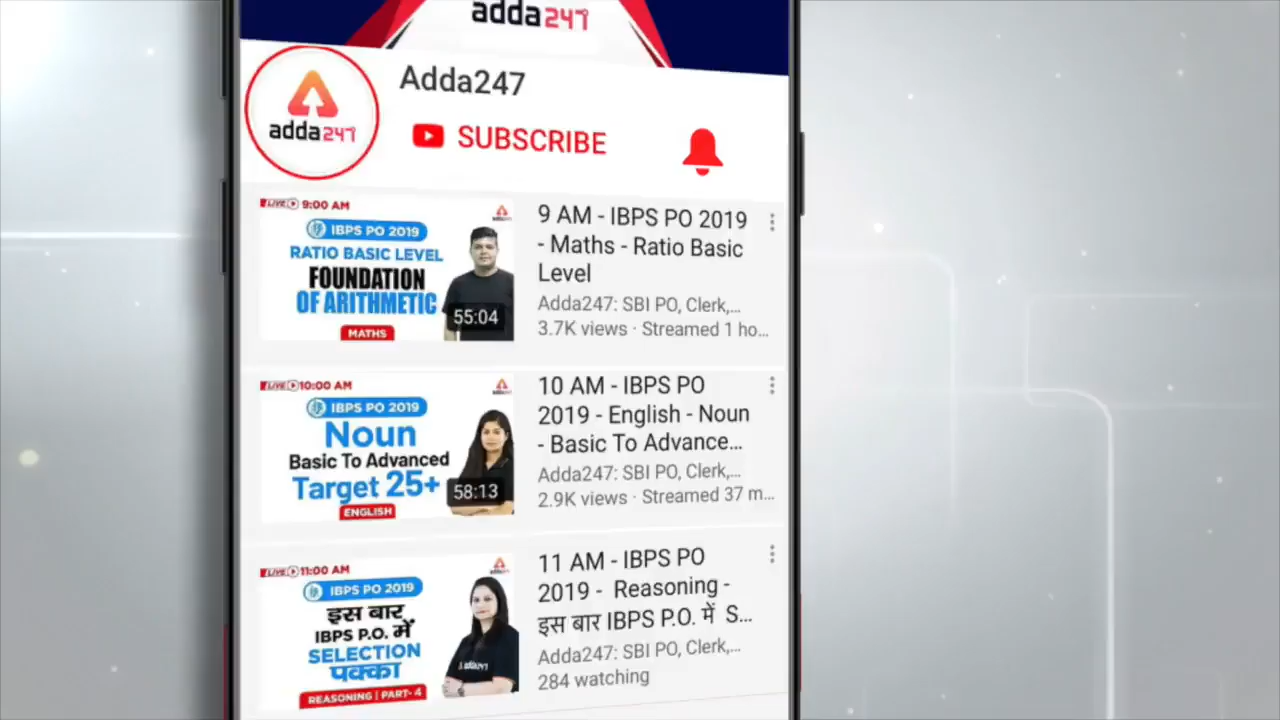 adda247
adda247
Adda247
SUBSCRIBE
LIVE 9:00 AM
IBPS PO 2019
RATIO BASIC LEVEL
FOUNDATION
OF ARITHMETIC
MATHS
55:04
9 AM - IBPS PO 2019
- Maths - Ratio Basic
Level
Adda247: SBI PO, Clerk,...
3.7K views · Streamed 1 ho...
LIVE 10:00 AM
IBPS PO 2019
Noun
Basic To Advanced
Target 25+
ENGLISH
58:13
10 AM - IBPS PO
2019 - English - Noun
- Basic To Advance...
Adda247: SBI PO, Clerk,...
2.9K views · Streamed 37 m...
LIVE 11:00 AM
IBPS PO 2019
इस बार
IBPS P.O. में
SELECTION
पक्का
REASONING | PART- 4
adda247
11 AM - IBPS PO
2019 - Reasoning -
इस बार IBPS P.O. में S...
Adda247: SBI PO, Clerk,...
284 watching